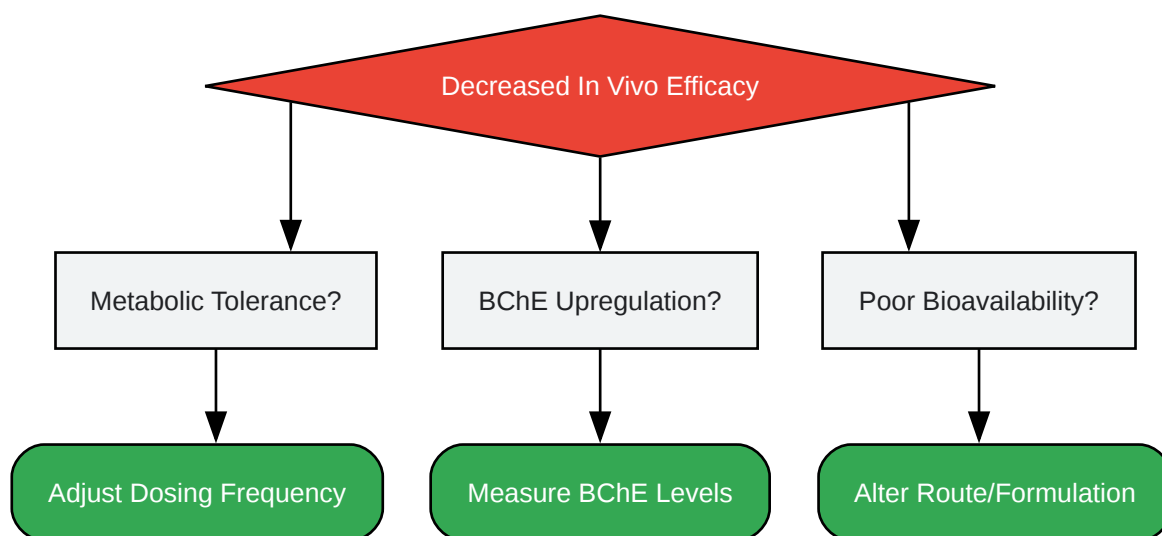 Decreased In Vivo Efficacy
Metabolic Tolerance?
BChE Upregulation?
Poor Bioavailability?
Adjust Dosing Frequency
Measure BChE Levels
Alter Route/Formulation